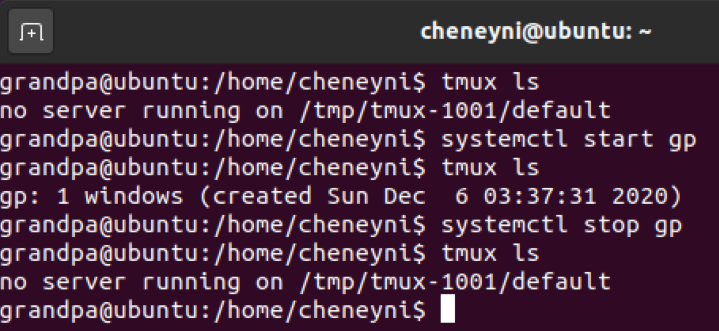 cheneyni@ubuntu: ~
grandpa@ubuntu:/home/cheneyni$ tmux ls
no server running on /tmp/tmux-1001/default
grandpa@ubuntu:/home/cheneyni$ systemctl start gp
grandpa@ubuntu:/home/cheneyni$ tmux ls
gp: 1 windows (created Sun Dec  6 03:37:31 2020)
grandpa@ubuntu:/home/cheneyni$ systemctl stop gp
grandpa@ubuntu:/home/cheneyni$ tmux ls
no server running on /tmp/tmux-1001/default
grandpa@ubuntu:/home/cheneyni$